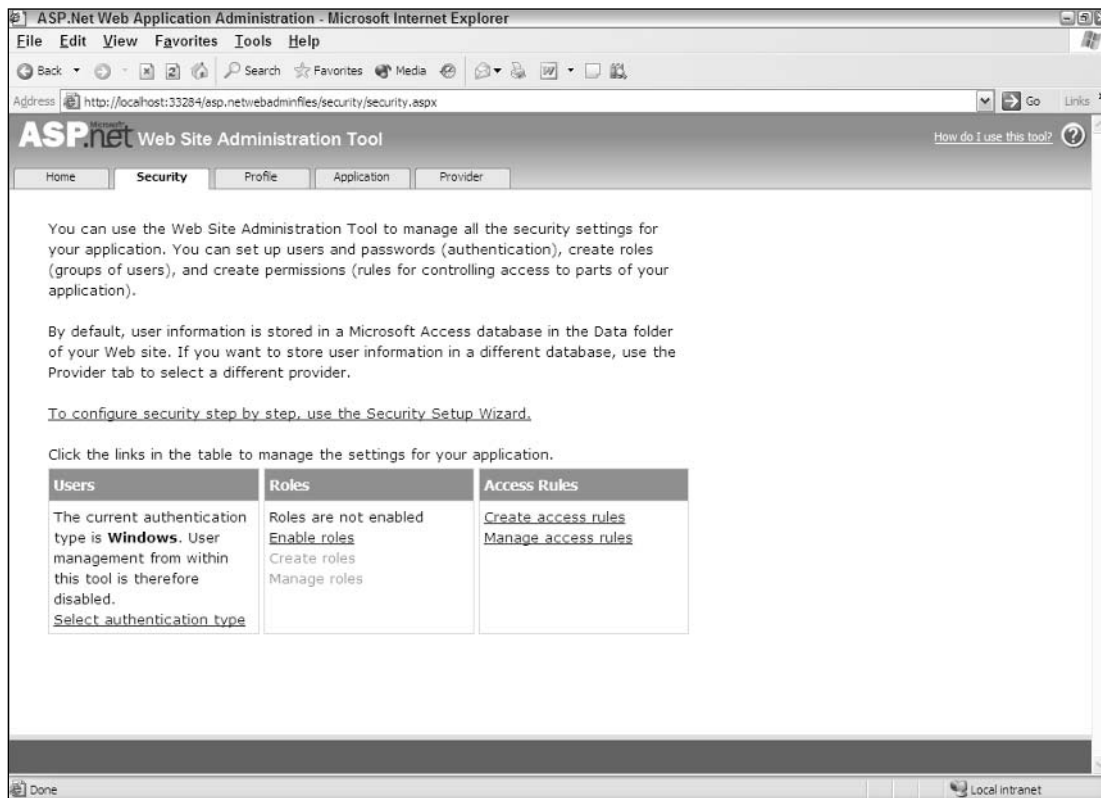 ASP.Net Web Application Administration - Microsoft Internet Explorer
File Edit View Favorites Tools Help
Back Search Favorites Media
Address http://localhost:33284/asp.netwebadminfiles/security/security.aspx Go Links
Microsoft
ASP.net Web Site Administration Tool How do I use this tool? ?
Home Security Profile Application Provider
You can use the Web Site Administration Tool to manage all the security settings for
your application. You can set up users and passwords (authentication), create roles
(groups of users), and create permissions (rules for controlling access to parts of your
application).
By default, user information is stored in a Microsoft Access database in the Data folder
of your Web site. If you want to store user information in a different database, use the
Provider tab to select a different provider.
To configure security step by step, use the Security Setup Wizard.
Click the links in the table to manage the settings for your application.
Users
The current authentication
type is Windows. User
management from within
this tool is therefore
disabled.
Select authentication type
Roles
Roles are not enabled
Enable roles
Create roles
Manage roles
Access Rules
Create access rules
Manage access rules
Done Local intranet